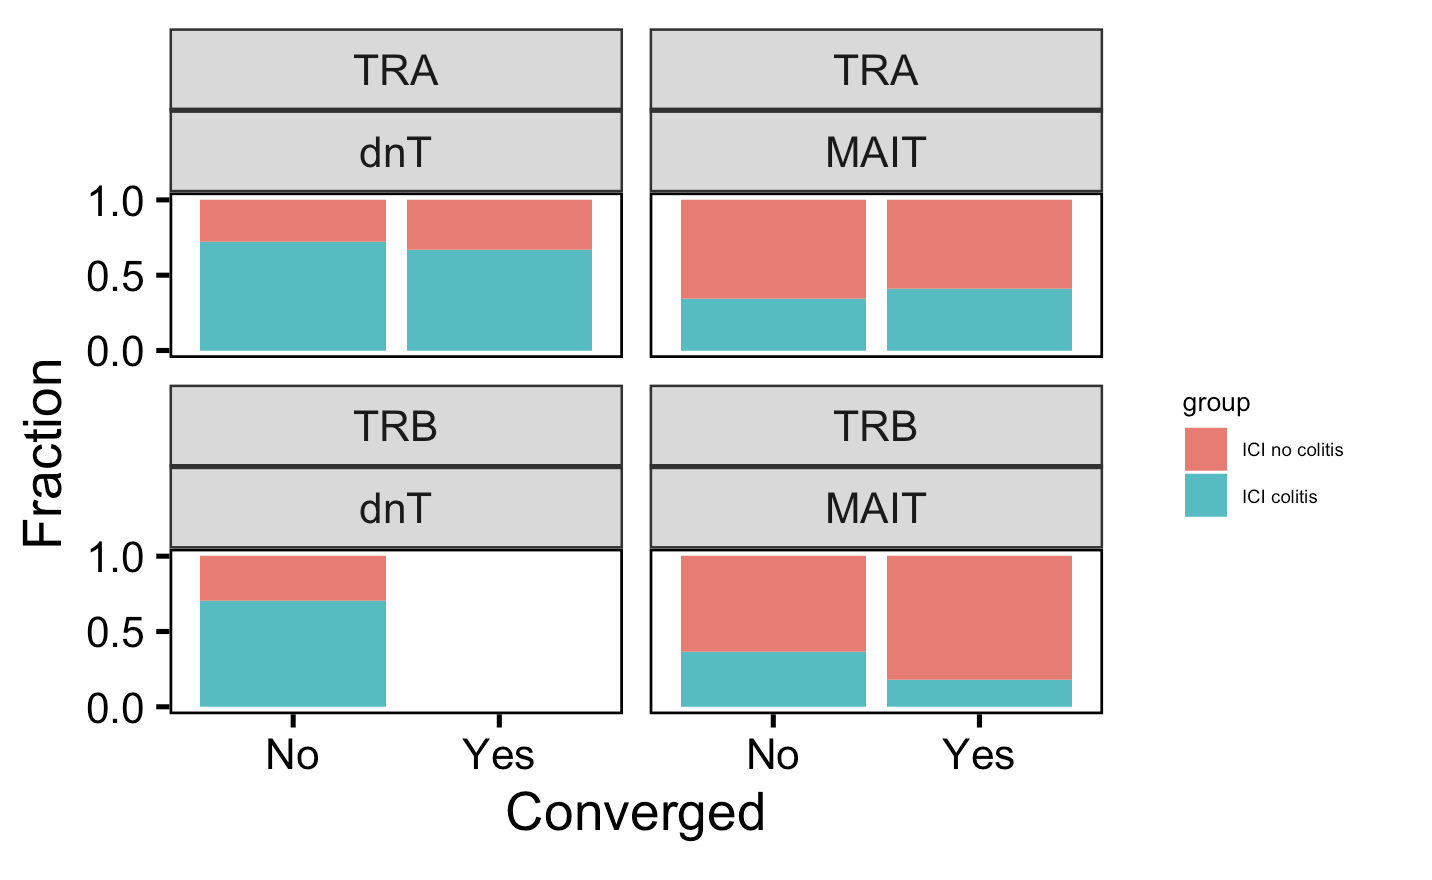 TRA
TRA
dnT
MAIT
1.0
0.5
0.0
TRB
TRB
dnT
MAIT
1.0
0.5
0.0
No
Yes
No
Yes
Converged
Fraction
group
ICI no colitis
ICI colitis